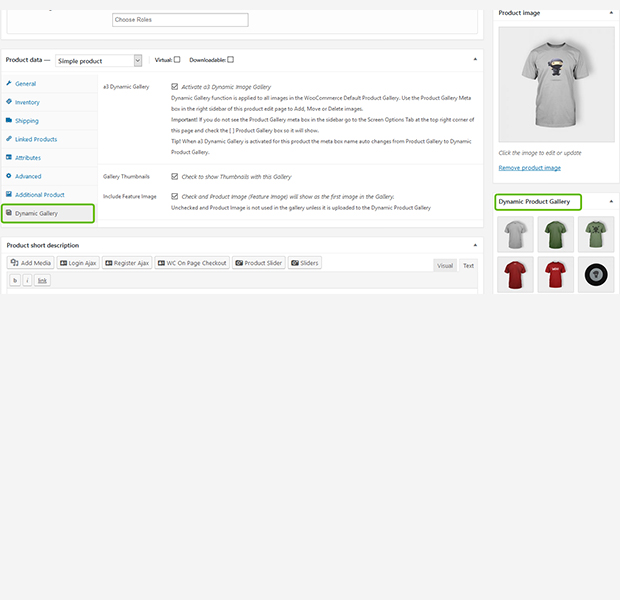 Choose Roles
Product data —
Simple product
Virtual:
Downloadable:
General
Inventory
Shipping
Linked Products
Attributes
Advanced
Additional Product
Dynamic Gallery
a3 Dynamic Gallery
Activate a3 Dynamic Image Gallery
Dynamic Gallery function is applied to all images in the WooCommerce Default Product Gallery. Use the Product Gallery Meta
box in the right sidebar of this product edit page to Add, Move or Delete images.
Important! If you do not see the Product Gallery meta box in the sidebar go to the Screen Options Tab at the top right corner of
this page and check the [ ] Product Gallery box so it will show.
Tip! When a3 Dynamic Gallery is activated for this product the meta box name auto changes from Product Gallery to Dynamic
Product Gallery.
Gallery Thumbnails
Check to show Thumbnails with this Gallery
Include Feature Image
Check and Product Image (Feature Image) will show as the first image in the Gallery.
Unchecked and Product Image is not used in the gallery unless it is uploaded to the Dynamic Product Gallery
Product short description
Add Media
Login Ajax
Register Ajax
WC On Page Checkout
Product Slider
Sliders
Visual
Text
b
i
link
Product image
Click the image to edit or update
Remove product image
Dynamic Product Gallery